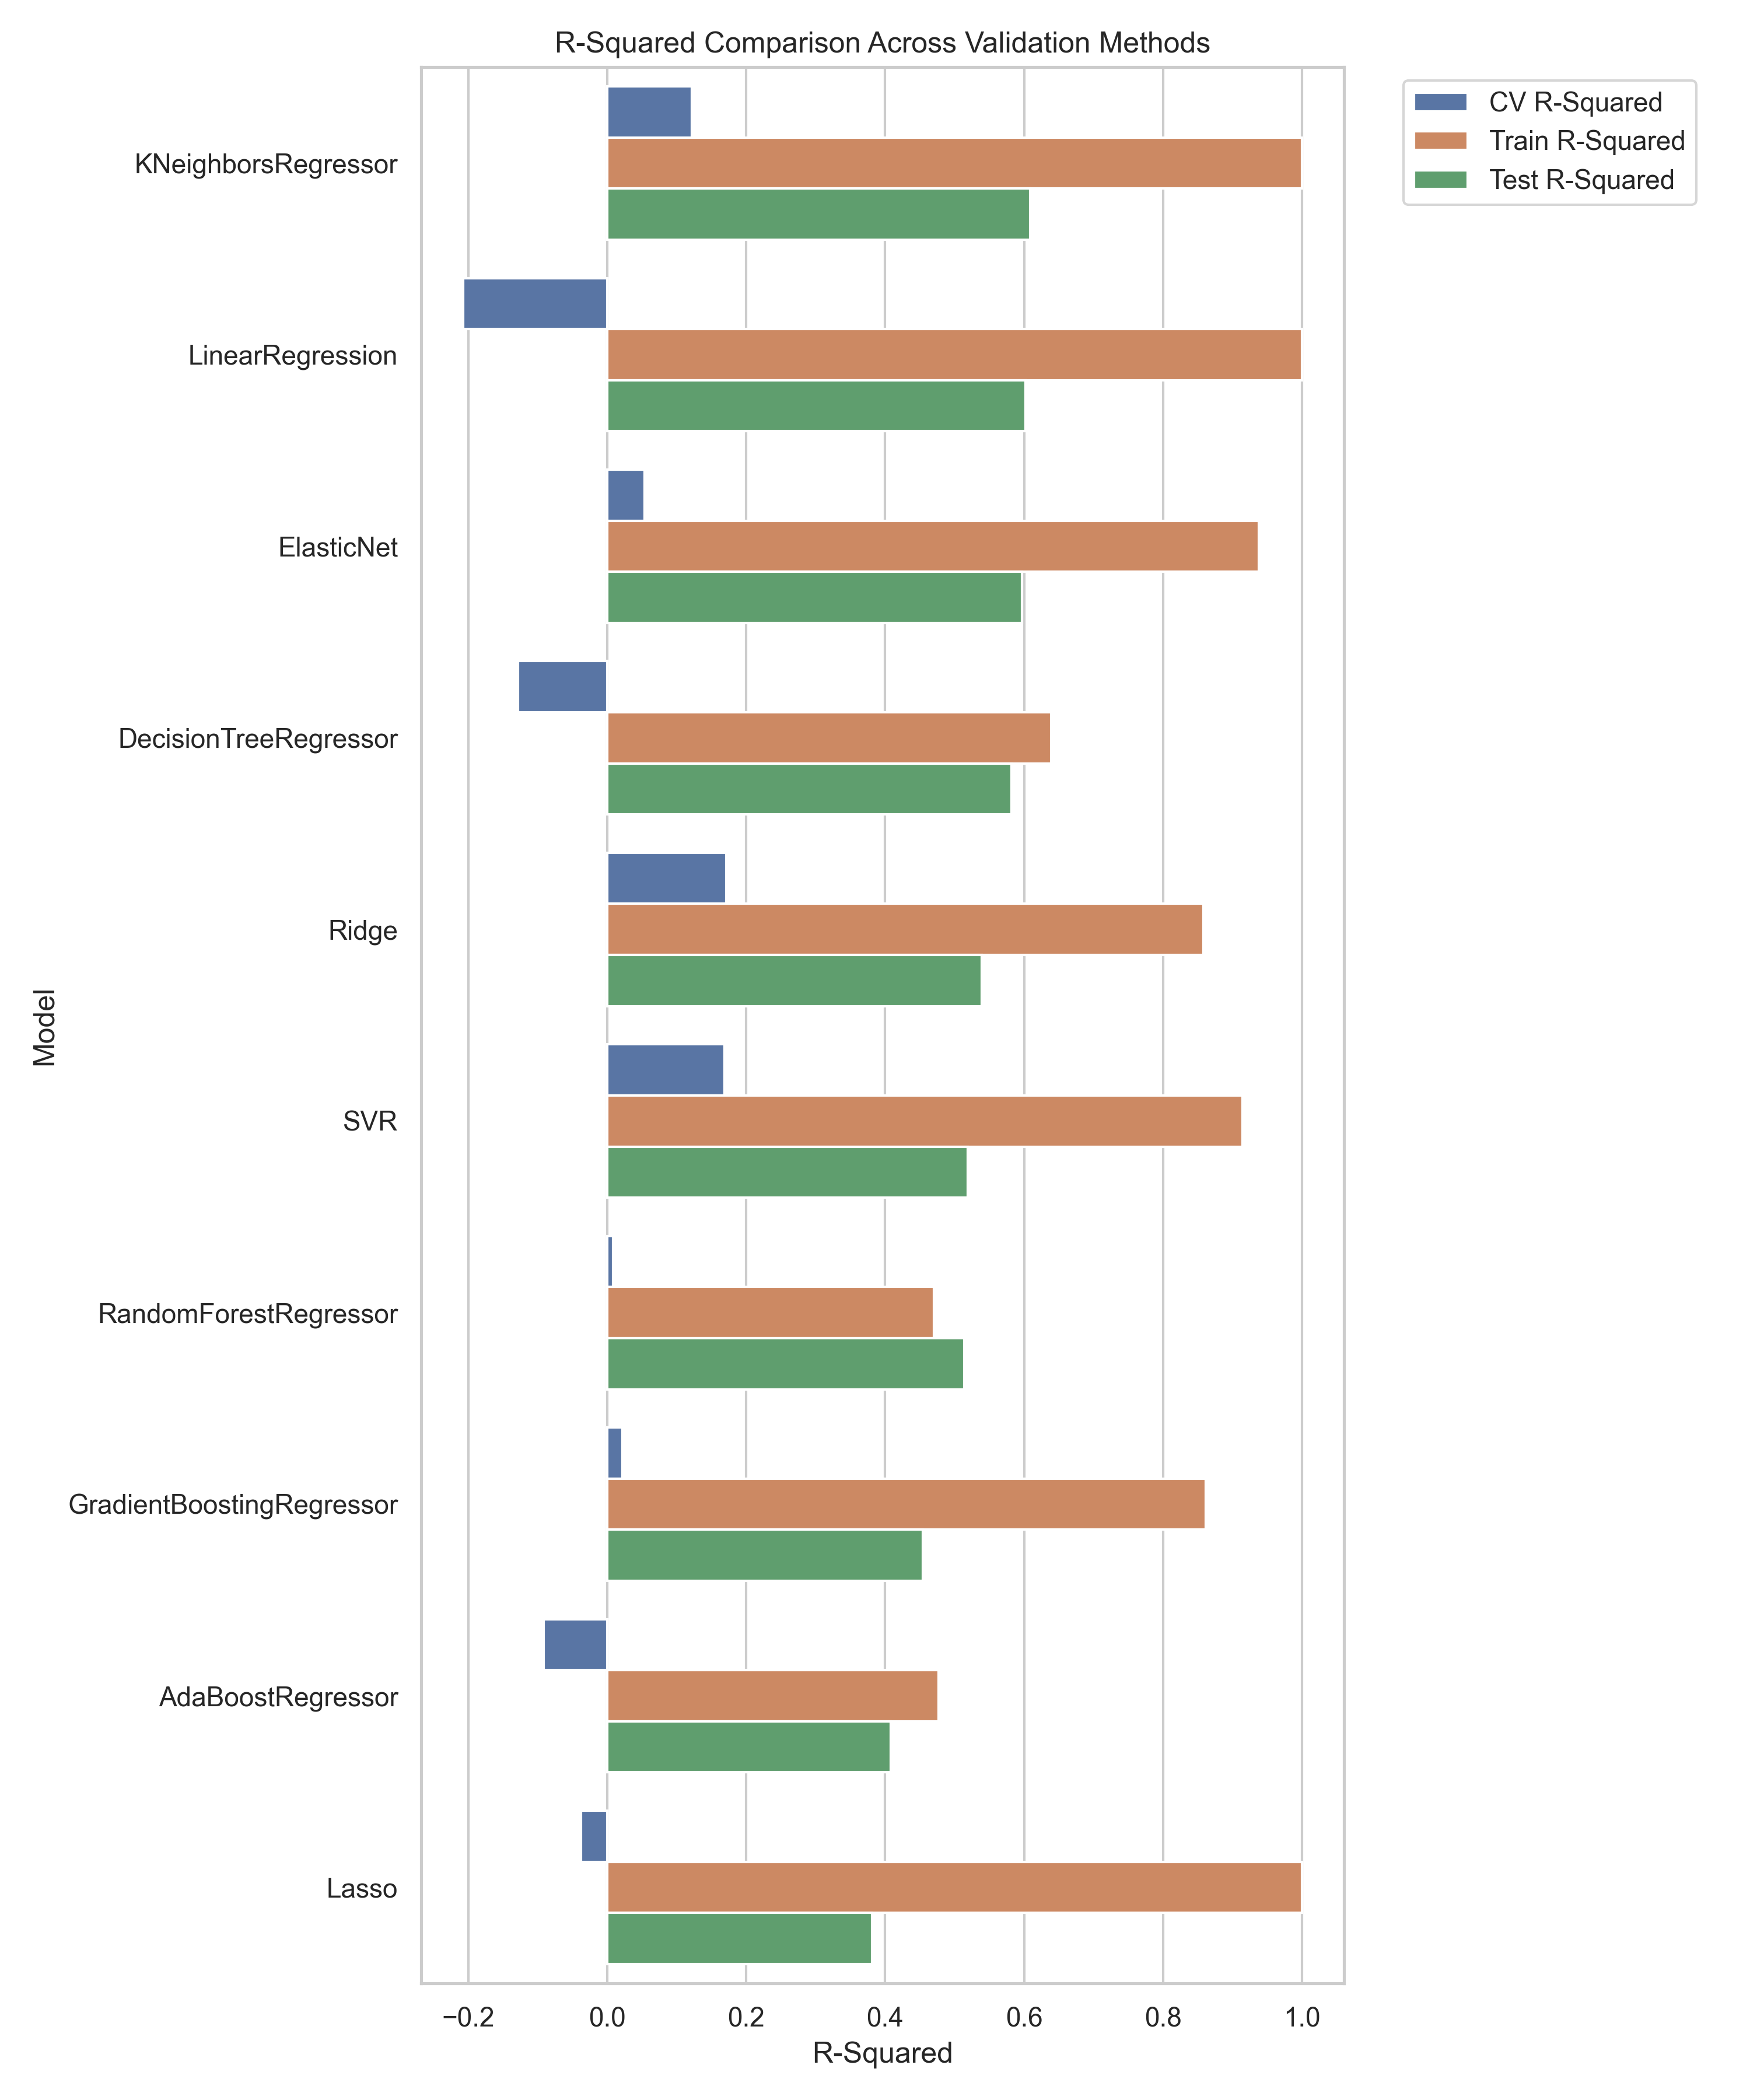 R-Squared Comparison Across Validation Methods
CV R-Squared
Train R-Squared
Test R-Squared
KNeighborsRegressor
LinearRegression
ElasticNet
DecisionTreeRegressor
Ridge
SVR
RandomForestRegressor
GradientBoostingRegressor
AdaBoostRegressor
Lasso
Model
−0.2 0.0 0.2 0.4 0.6 0.8 1.0
R-Squared